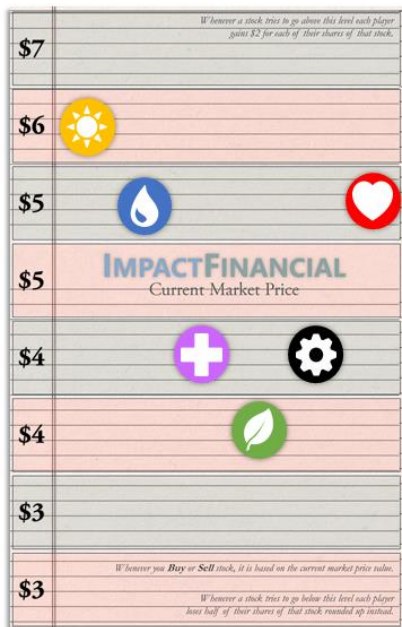 Whenever a stock tries to go above this level each player
gains $2 for each of their shares of that stock.
$7
$6
$5
IMPACTFINANCIAL
$5
Current Market Price
$4
$4
$3
Whenever you Buy or Sell stock, it is based on the current market price value.
$3
Whenever a stock tries to go below this level each player
loses half of their shares of that stock rounded up instead.